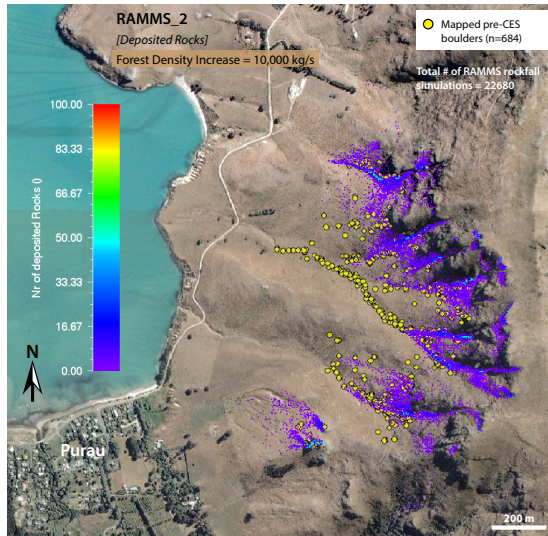 RAMMS_2
[Deposited Rocks]
Forest Density Increase = 10,000 kg/s
Mapped pre-CES
boulders (n=684)
Total # of RAMMS rockfall
simulations = 22680
Nr of deposited Rocks ()
100.00
83.33
66.67
50.00
33.33
16.67
0.00
N
Purau
200 m